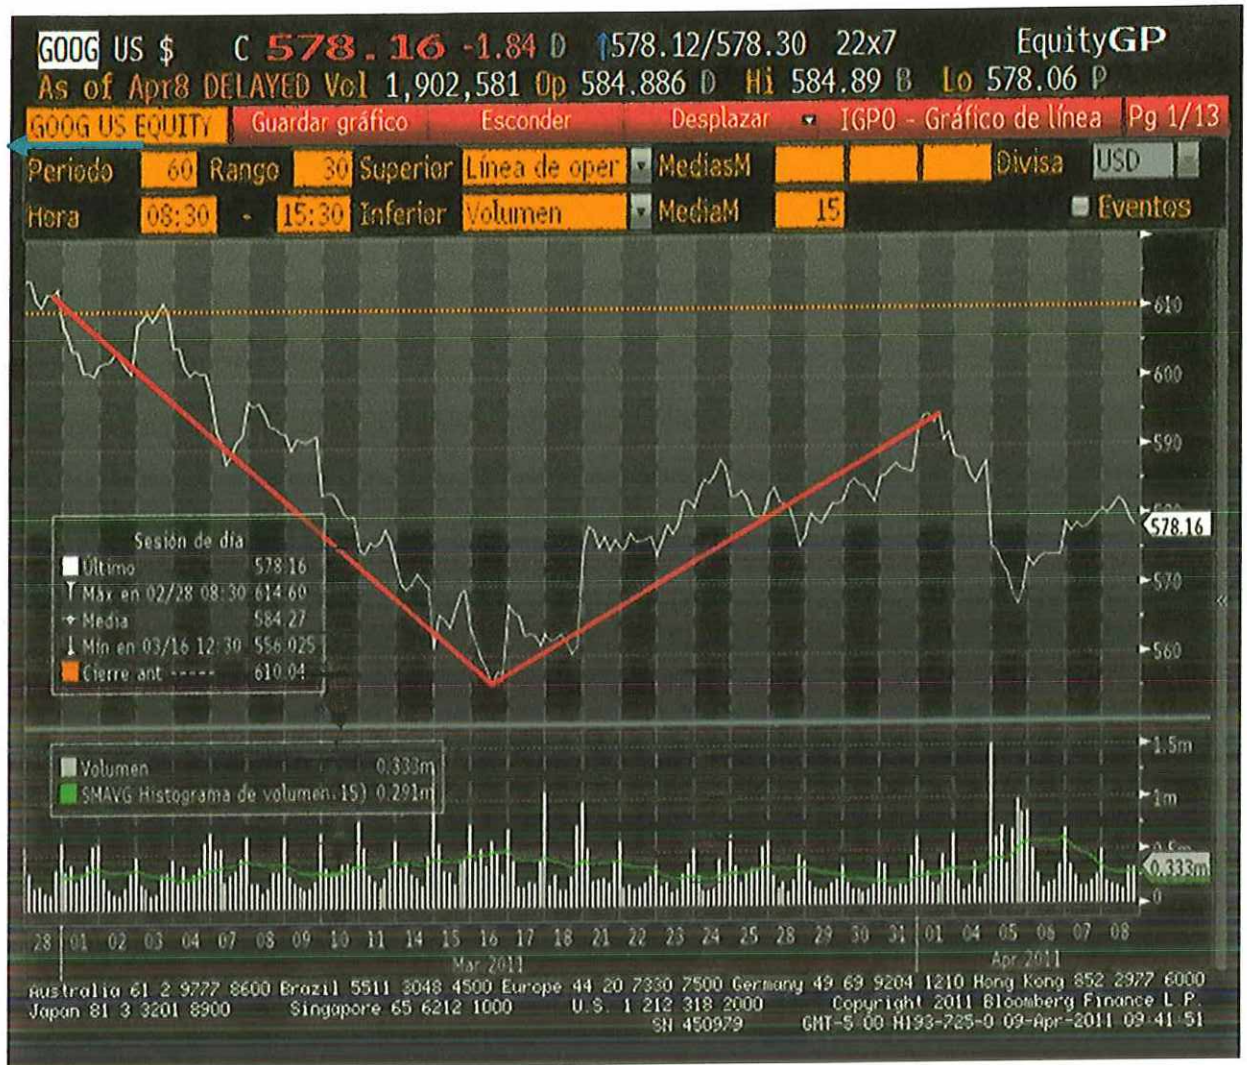 GOOG US $ C 578.16 -1.84 D ↑578.12/578.30 22x7 EquityGP
As of Apr8 DELAYED Vol 1,902,581 Op 584.886 D Hi 584.89 B Lo 578.06 P
GOOG US EQUITY Guardar gráfico Esconder Desplazar IGPO - Gráfico de línea Pg 1/13
Periodo 60 Rango 30 Superior Línea de oper MediasM Divisa USD
Hora 08:30 - 15:30 Inferior Volumen MediaM 15 Eventos
610
600
590
578.16
570
560
Sesión de día
Último 578.16
Máx en 02/28 08:30 614.60
Media 584.27
Mín en 03/16 12:30 556.025
Cierre ant ----- 610.04
1.5m
1m
0.5m
0.333m
0
Volumen 0.333m
SMAVG Histograma de volumen.15) 0.291m
28 01 02 03 04 07 08 09 10 11 14 15 16 17 18 21 22 23 24 25 28 29 30 31 01 04 05 06 07 08
Mar 2011 Apr 2011
Australia 61 2 9777 8600 Brazil 5511 3048 4500 Europe 44 20 7330 7500 Germany 49 69 9204 1210 Hong Kong 852 2977 6000
Japan 81 3 3201 8900 Singapore 65 6212 1000 U.S. 1 212 318 2000 Copyright 2011 Bloomberg Finance L.P.
SN 450979 GMT-5:00 H193-725-0 09-Apr-2011 09:41:51